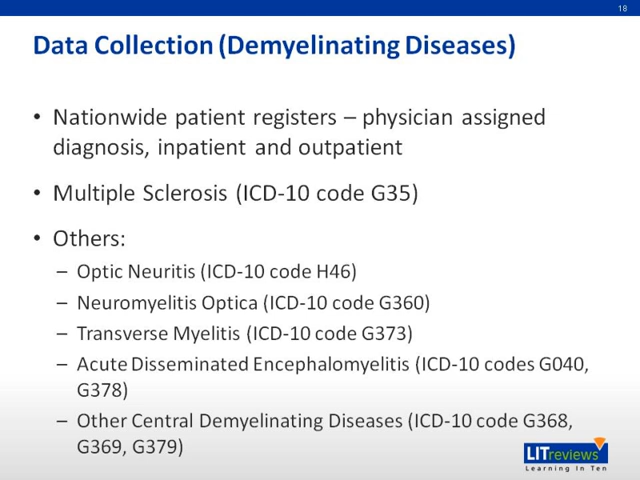 18
Data Collection (Demyelinating Diseases)
• Nationwide patient registers – physician assigned
diagnosis, inpatient and outpatient
• Multiple Sclerosis (ICD-10 code G35)
• Others:
– Optic Neuritis (ICD-10 code H46)
– Neuromyelitis Optica (ICD-10 code G360)
– Transverse Myelitis (ICD-10 code G373)
– Acute Disseminated Encephalomyelitis (ICD-10 codes G040,
G378)
– Other Central Demyelinating Diseases (ICD-10 code G368,
G369, G379)
LITreviews
Learning In Ten